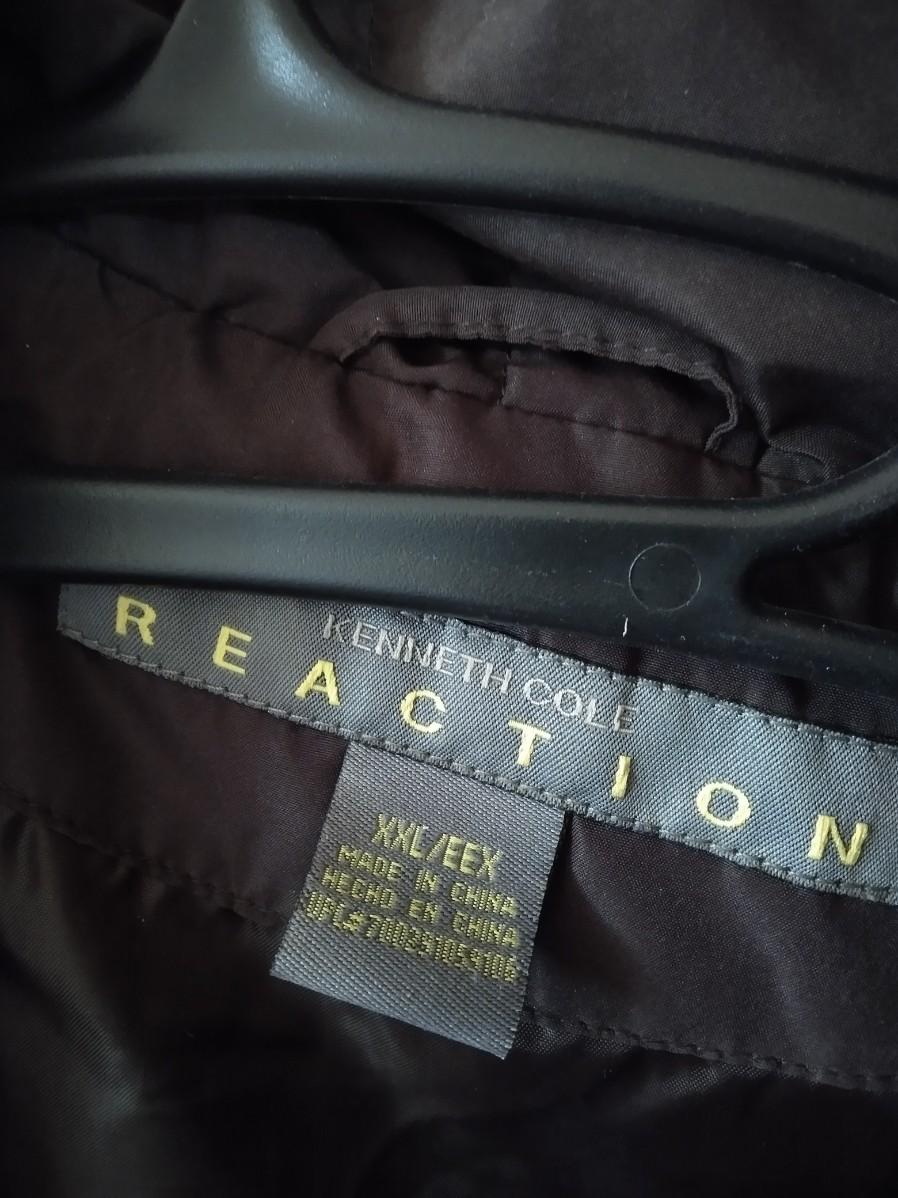 KENNETH COLE
REACTION
XXL/EEX
MADE IN CHINA
HECHO EN CHINA